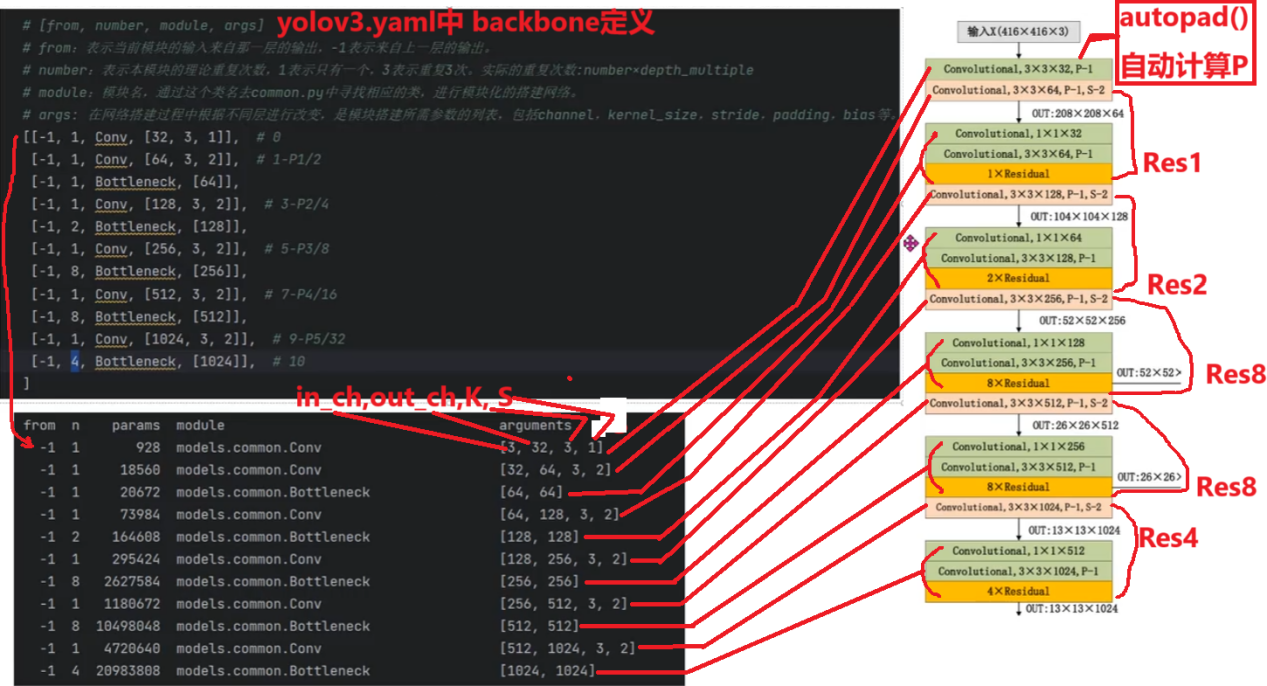 yolov3.yaml中 backbone定义
# [from, number, module, args]
# from：表示当前模块的输入来自那一层的输出，-1表示来自上一层的输出。
# number：表示本模块的理论重复次数，1表示只有一个，3表示重复3次。实际的重复次数:number×depth_multiple
# module：模块名，通过这个类名去common.py中寻找相应的类，进行模块化的搭建网络。
# args: 在网络搭建过程中根据不同层进行改变，是模块搭建所需参数的列表，包括channel，kernel_size，stride，padding，bias等。
[[-1, 1, Conv, [32, 3, 1]], # 0
[-1, 1, Conv, [64, 3, 2]], # 1-P1/2
[-1, 1, Bottleneck, [64]],
[-1, 1, Conv, [128, 3, 2]], # 3-P2/4
[-1, 2, Bottleneck, [128]],
[-1, 1, Conv, [256, 3, 2]], # 5-P3/8
[-1, 8, Bottleneck, [256]],
[-1, 1, Conv, [512, 3, 2]], # 7-P4/16
[-1, 8, Bottleneck, [512]],
[-1, 1, Conv, [1024, 3, 2]], # 9-P5/32
[-1, 4, Bottleneck, [1024]], # 10
]
in_ch,out_ch,K,_S
from n params module arguments
-1 1 928 models.common.Conv [3, 32, 3, 1]
-1 1 18560 models.common.Conv [32, 64, 3, 2]
-1 1 20672 models.common.Bottleneck [64, 64]
-1 1 73984 models.common.Conv [64, 128, 3, 2]
-1 2 164608 models.common.Bottleneck [128, 128]
-1 1 295424 models.common.Conv [128, 256, 3, 2]
-1 8 2627584 models.common.Bottleneck [256, 256]
-1 1 1180672 models.common.Conv [256, 512, 3, 2]
-1 8 10498048 models.common.Bottleneck [512, 512]
-1 1 4720640 models.common.Conv [512, 1024, 3, 2]
-1 4 20983808 models.common.Bottleneck [1024, 1024]
autopad()
自动计算P
输入X(416×416×3)
Convolutional, 3×3×32, P-1
Convolutional, 3×3×64, P-1, S-2
OUT:208×208×64
Convolutional, 1×1×32
Convolutional, 3×3×64, P-1
1×Residual
Res1
Convolutional, 3×3×128, P-1, S-2
OUT:104×104×128
Convolutional, 1×1×64
Convolutional, 3×3×128, P-1
2×Residual
Res2
Convolutional, 3×3×256, P-1, S-2
OUT:52×52×256
Convolutional, 1×1×128
Convolutional, 3×3×256, P-1
OUT:52×52>
8×Residual
Res8
Convolutional, 3×3×512, P-1, S-2
OUT:26×26×512
Convolutional, 1×1×256
Convolutional, 3×3×512, P-1
OUT:26×26>
8×Residual
Res8
Convolutional, 3×3×1024, P-1, S-2
OUT:13×13×1024
Res4
Convolutional, 1×1×512
Convolutional, 3×3×1024, P-1
4×Residual
OUT:13×13×1024